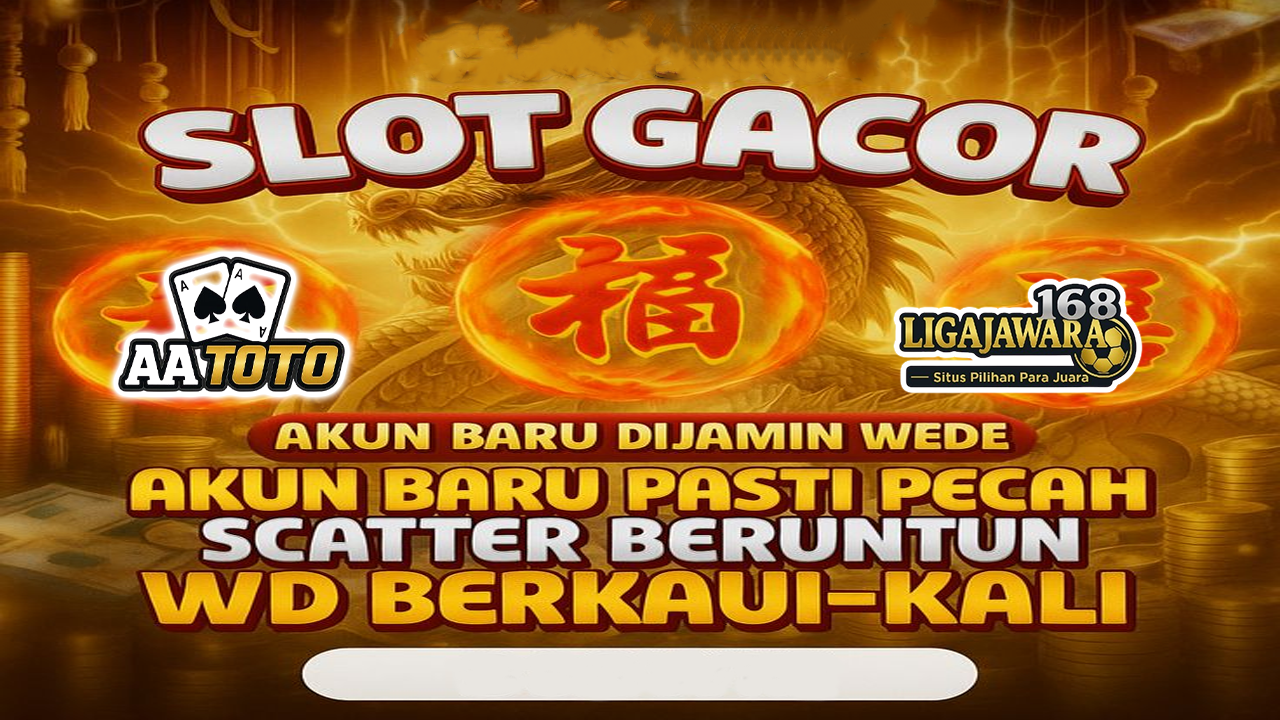 SLOT GACOR
福
A
A
A
AATOTO
168
LIGAJAWARA
Situs Pilihan Para Juara
AKUN BARU DIJAMIN WEDE
AKUN BARU PASTI PECAH
SCATTER BERUNTUN
WD BERKAUI-KALI